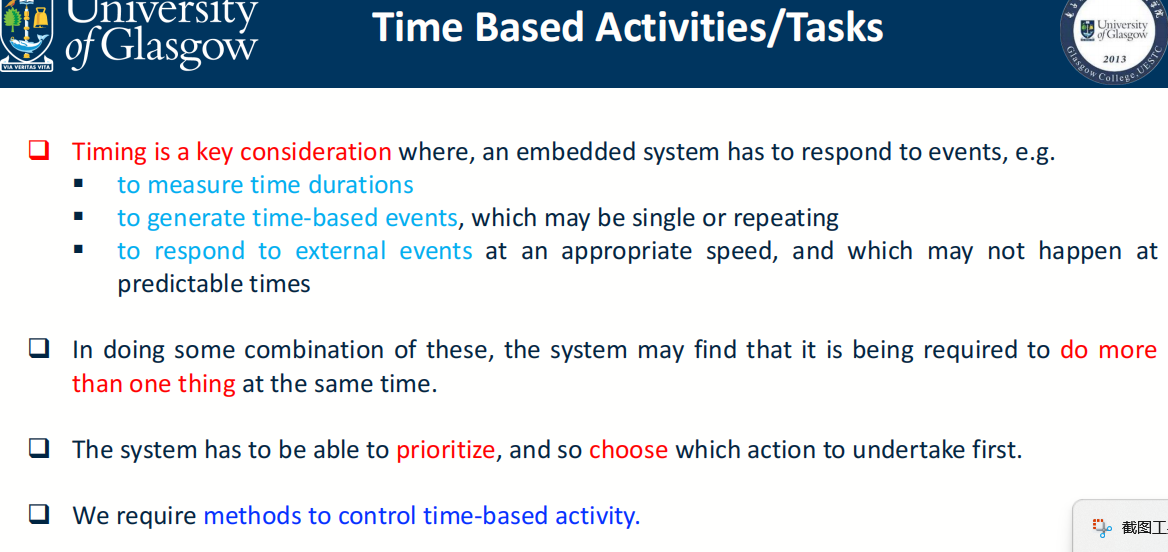 University
of Glasgow
VIA VERITAS VITA
Time Based Activities/Tasks
University
of Glasgow
2013
Glasgow College, UESTC
❑ Timing is a key consideration where, an embedded system has to respond to events, e.g.
▪ to measure time durations
▪ to generate time-based events, which may be single or repeating
▪ to respond to external events at an appropriate speed, and which may not happen at
predictable times
❑ In doing some combination of these, the system may find that it is being required to do more
than one thing at the same time.
❑ The system has to be able to prioritize, and so choose which action to undertake first.
❑ We require methods to control time-based activity.
截图工